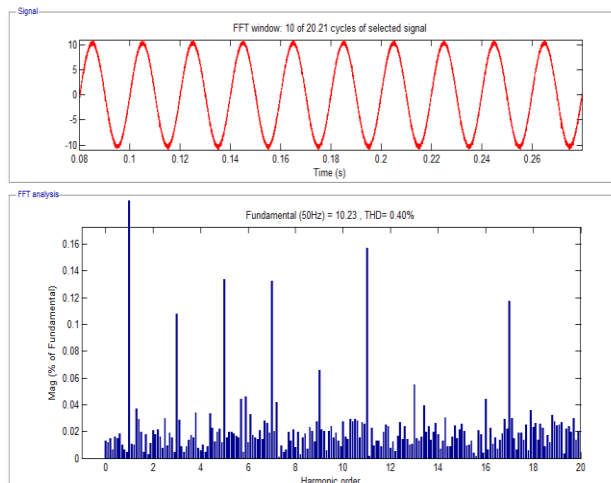 Signal
FFT window: 10 of 20.21 cycles of selected signal
10
5
0
-5
-10
0.08 0.1 0.12 0.14 0.16 0.18 0.2 0.22 0.24 0.26
Time (s)
FFT analysis
Fundamental (50Hz) = 10.23 , THD= 0.40%
Mag (% of Fundamental)
0.16
0.14
0.12
0.1
0.08
0.06
0.04
0.02
0
0 2 4 6 8 10 12 14 16 18 20
Harmonic order